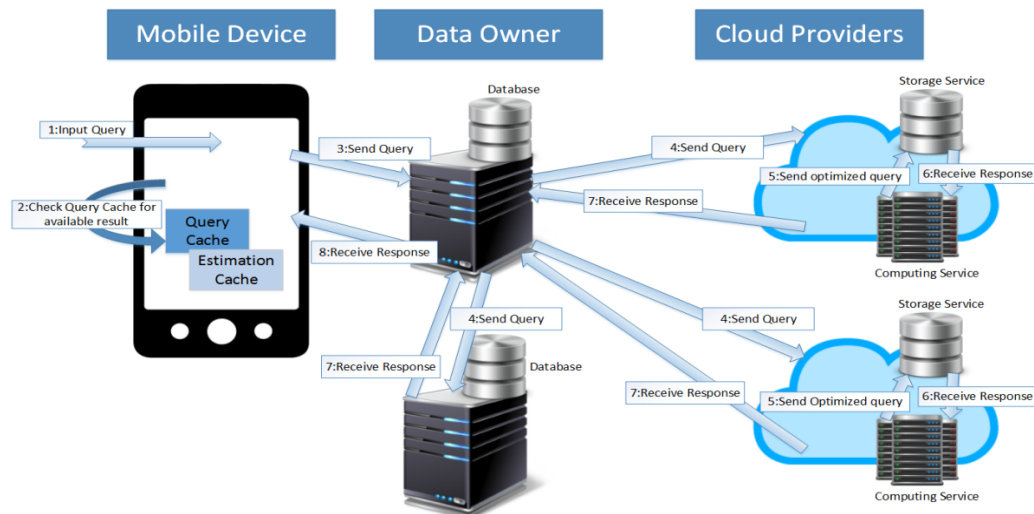 Mobile Device
Data Owner
Cloud Providers
Database
Storage Service
1:Input Query
3:Send Query
4:Send Query
5:Send optimized query
6:Receive Response
2:Check Query Cache for
available result
7:Receive Response
Query
Cache
8:Receive Response
Estimation
Cache
Computing Service
Storage Service
4:Send Query
4:Send Query
7:Receive Response
Database
7:Receive Response
5:Send Optimized query
6:Receive Response
Computing Service